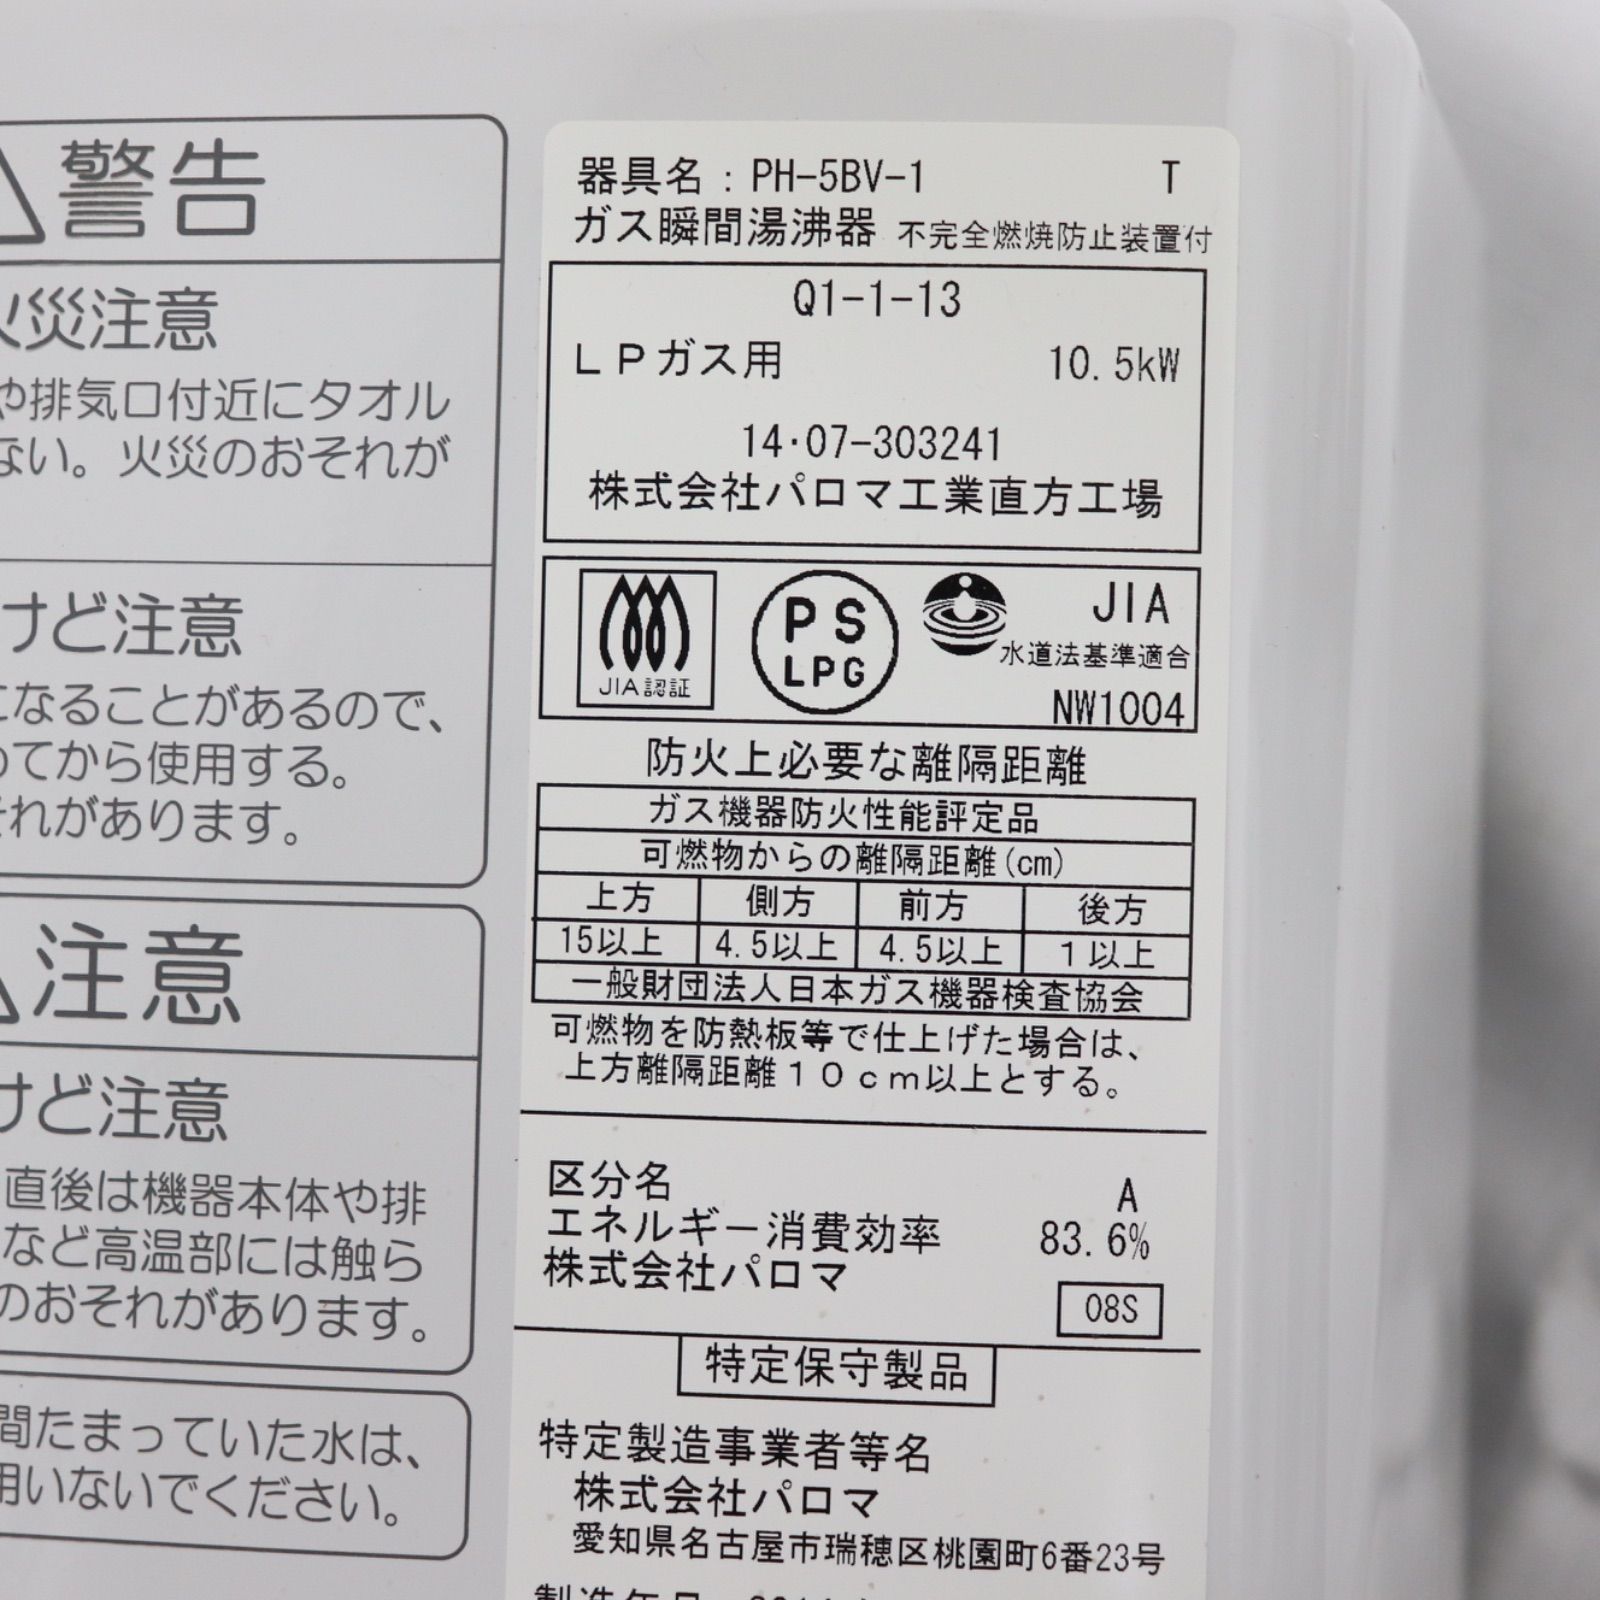 警告
火災注意
や排気口付近にタオル
ない。火災のおそれが
けど注意
になることがあるので、
めてから使用する。
それがあります。
注意
けど注意
直後は機器本体や排
など高温部には触ら
のおそれがあります。
間たまっていた水は、
用いないでください。
器具名：PH-5BV-1 T
ガス瞬間湯沸器 不完全燃焼防止装置付
Q1-1-13
LPガス用 10.5kW
14・07-303241
株式会社パロマ工業直方工場
JIA認証
PS
LPG
JIA
水道法基準適合
NW1004
防火上必要な離隔距離
ガス機器防火性能評定品
可燃物からの離隔距離(cm)
上方 側方 前方 後方
15以上 4.5以上 4.5以上 1以上
一般財団法人日本ガス機器検査協会
可燃物を防熱板等で仕上げた場合は、
上方離隔距離10cm以上とする。
区分名 A
エネルギー消費効率 83.6%
株式会社パロマ
08S
特定保守製品
特定製造事業者等名
株式会社パロマ
愛知県名古屋市瑞穂区桃園町6番23号